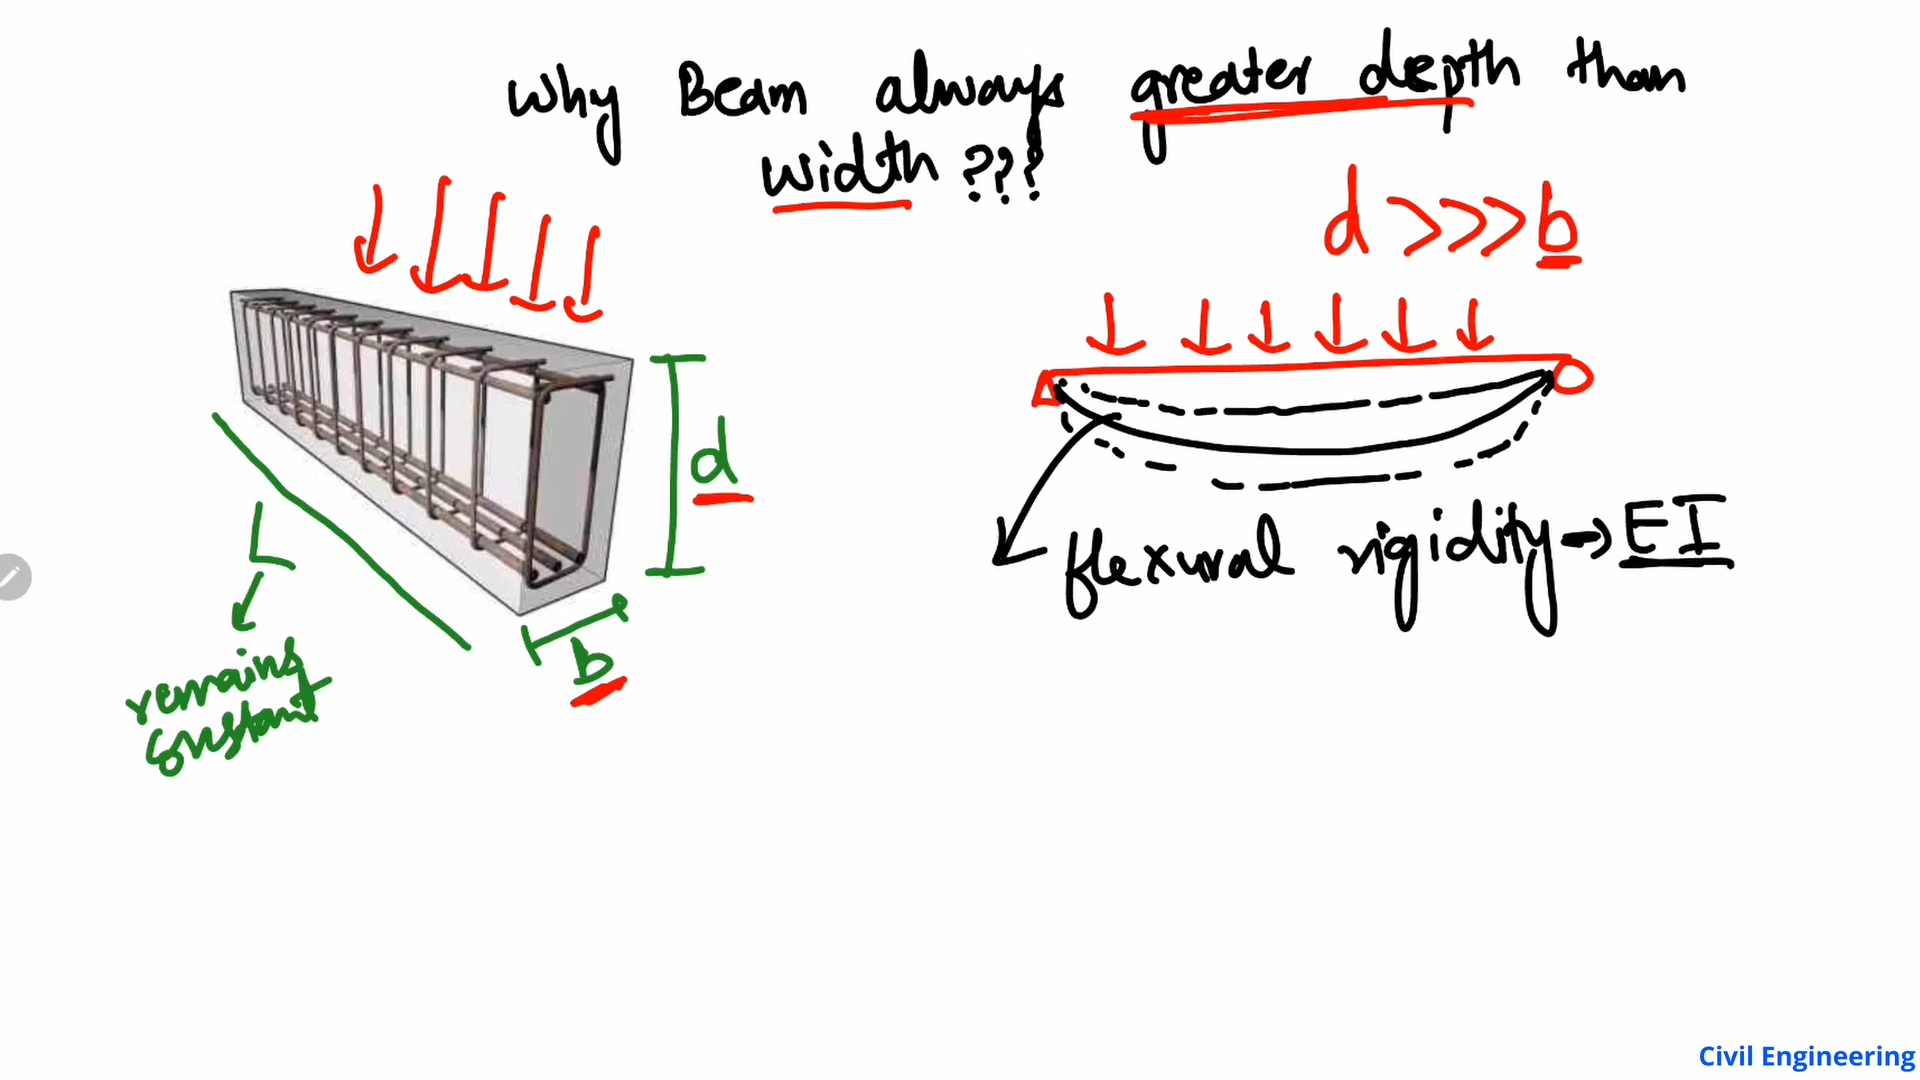 Why Beam always greater depth than
width ???
d >>> b
d
flexural rigidity → EI
L
b
remains
constant
Civil Engineering